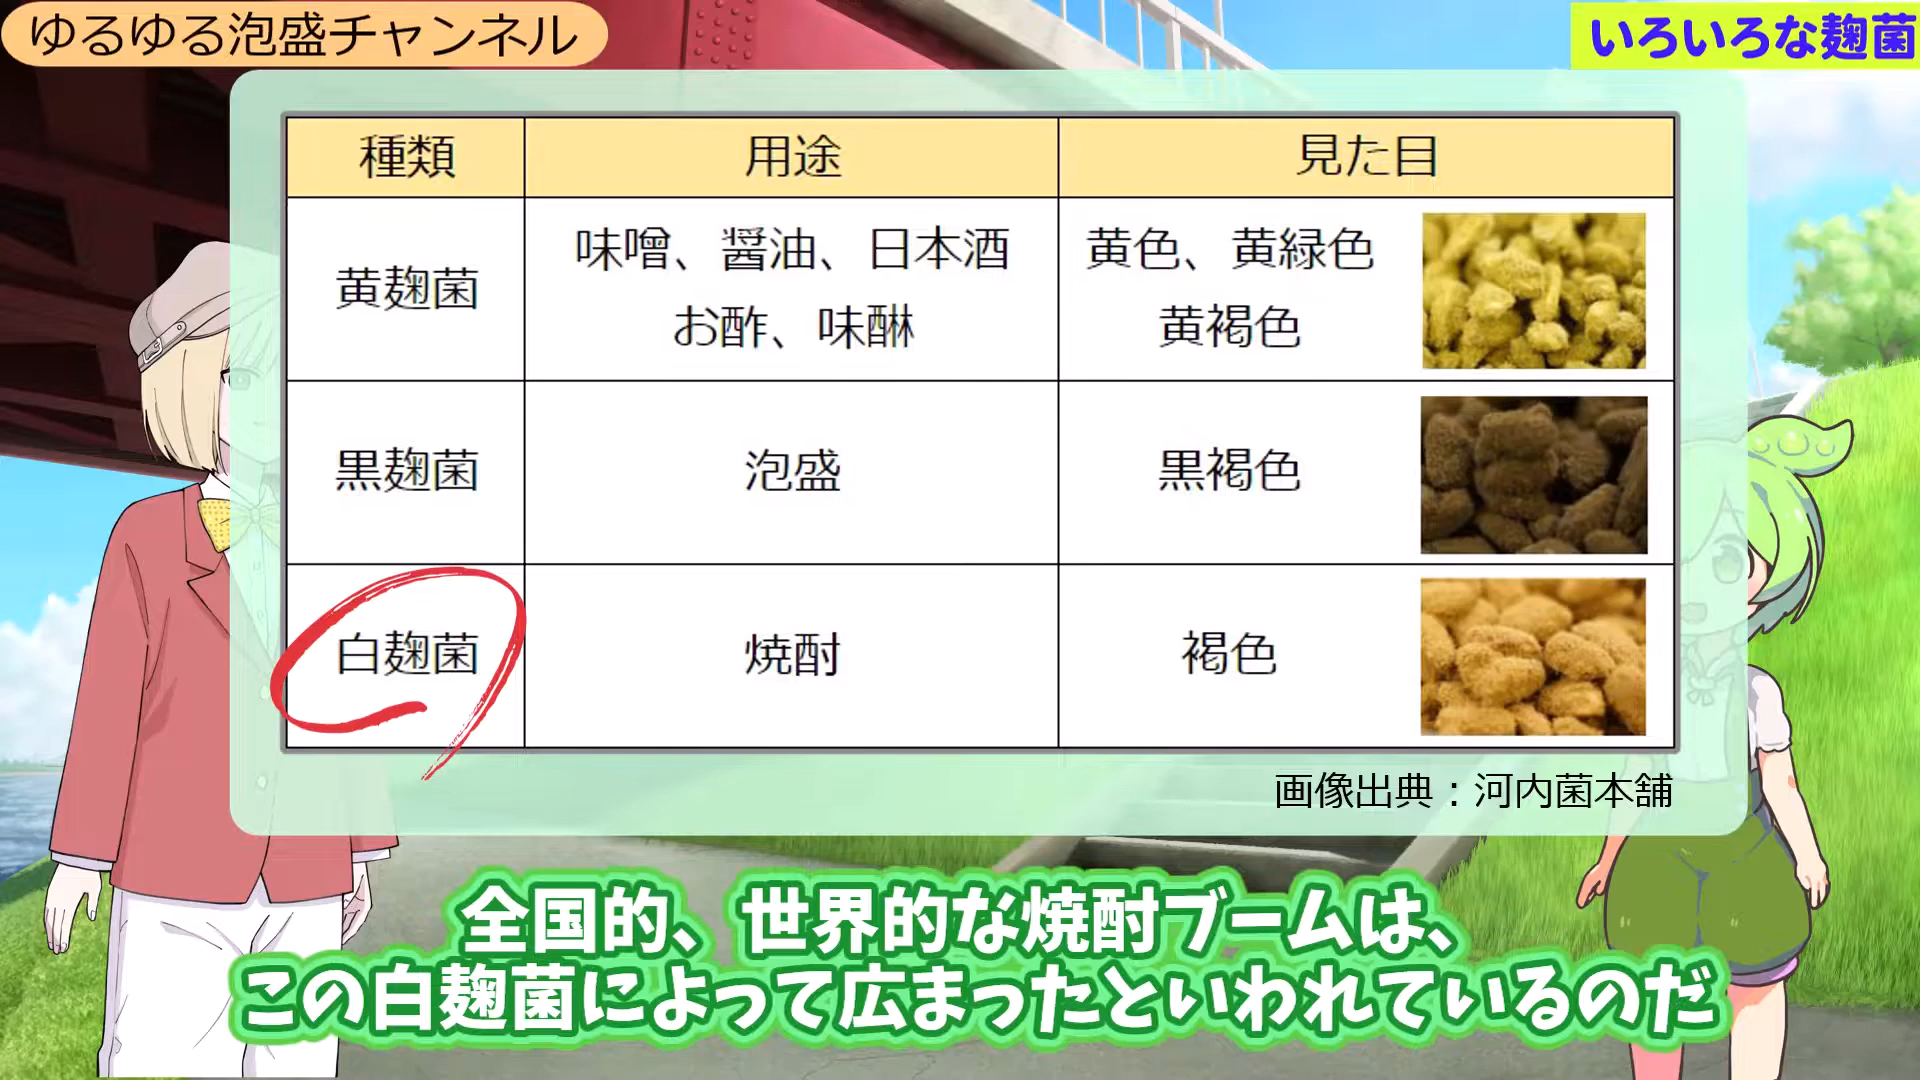 ゆるゆる泡盛チャンネル
いろいろな麹菌
種類
用途
見た目
黄麹菌
味噌、醤油、日本酒
お酢、味醂
黄色、黄緑色
黄褐色
黒麹菌
泡盛
黒褐色
白麹菌
焼酎
褐色
画像出典：河内菌本舗
全国的、世界的な焼酎ブームは、
この白麹菌によって広まったといわれているのだ